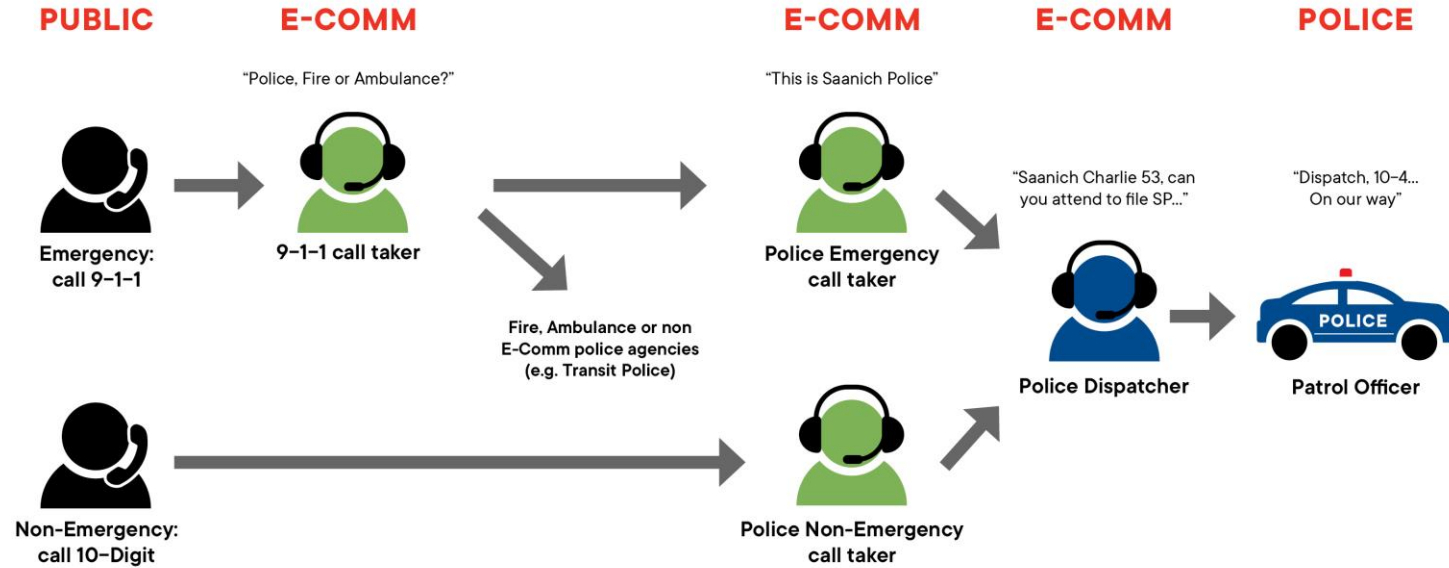 PUBLIC
E-COMM
E-COMM
E-COMM
POLICE
“Police, Fire or Ambulance?”
“This is Saanich Police”
“Saanich Charlie 53, can
you attend to file SP...”
“Dispatch, 10–4...
On our way”
Emergency:
call 9–1–1
9–1–1 call taker
Police Emergency
call taker
Fire, Ambulance or non
E-Comm police agencies
(e.g. Transit Police)
POLICE
Police Dispatcher
Patrol Officer
Non-Emergency:
call 10–Digit
Police Non-Emergency
call taker